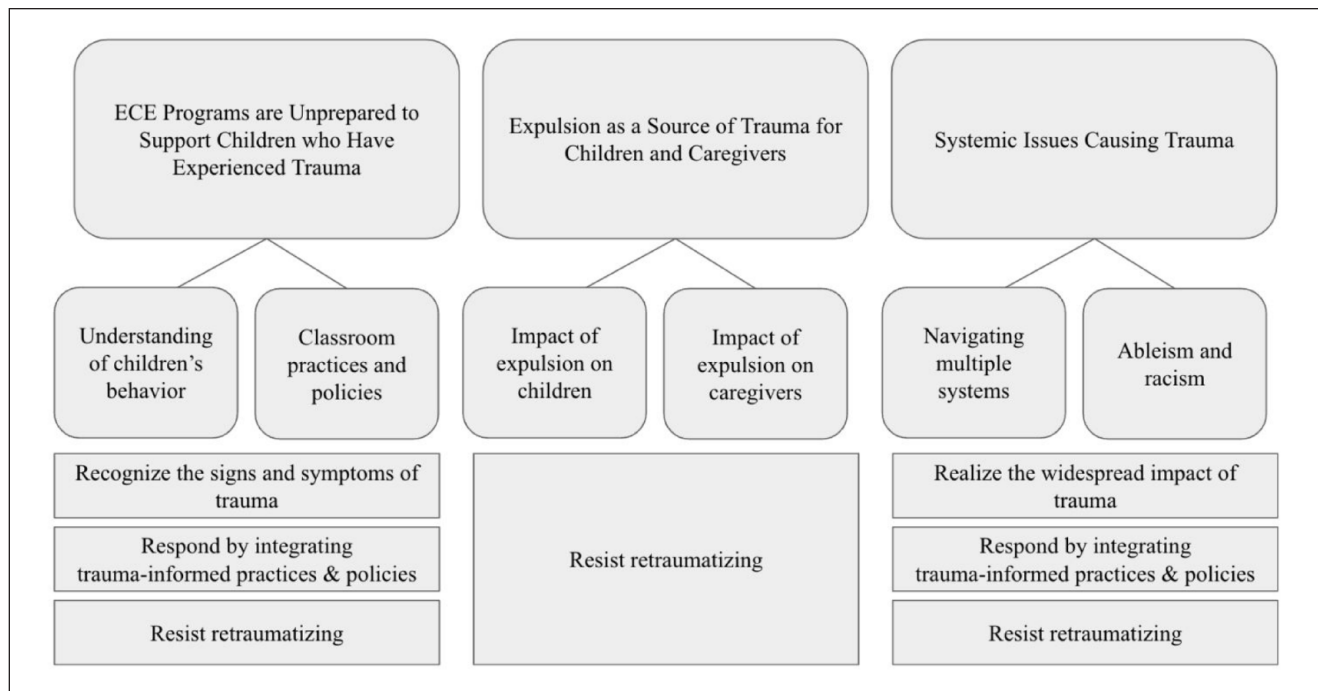 ECE Programs are Unprepared to
Support Children who Have
Experienced Trauma
Expulsion as a Source of Trauma for
Children and Caregivers
Systemic Issues Causing Trauma
Understanding
of children’s
behavior
Classroom
practices and
policies
Impact of
expulsion on
children
Impact of
expulsion on
caregivers
Navigating
multiple
systems
Ableism and
racism
Recognize the signs and symptoms of
trauma
Respond by integrating
trauma-informed practices & policies
Resist retraumatizing
Resist retraumatizing
Realize the widespread impact of
trauma
Respond by integrating
trauma-informed practices & policies
Resist retraumatizing